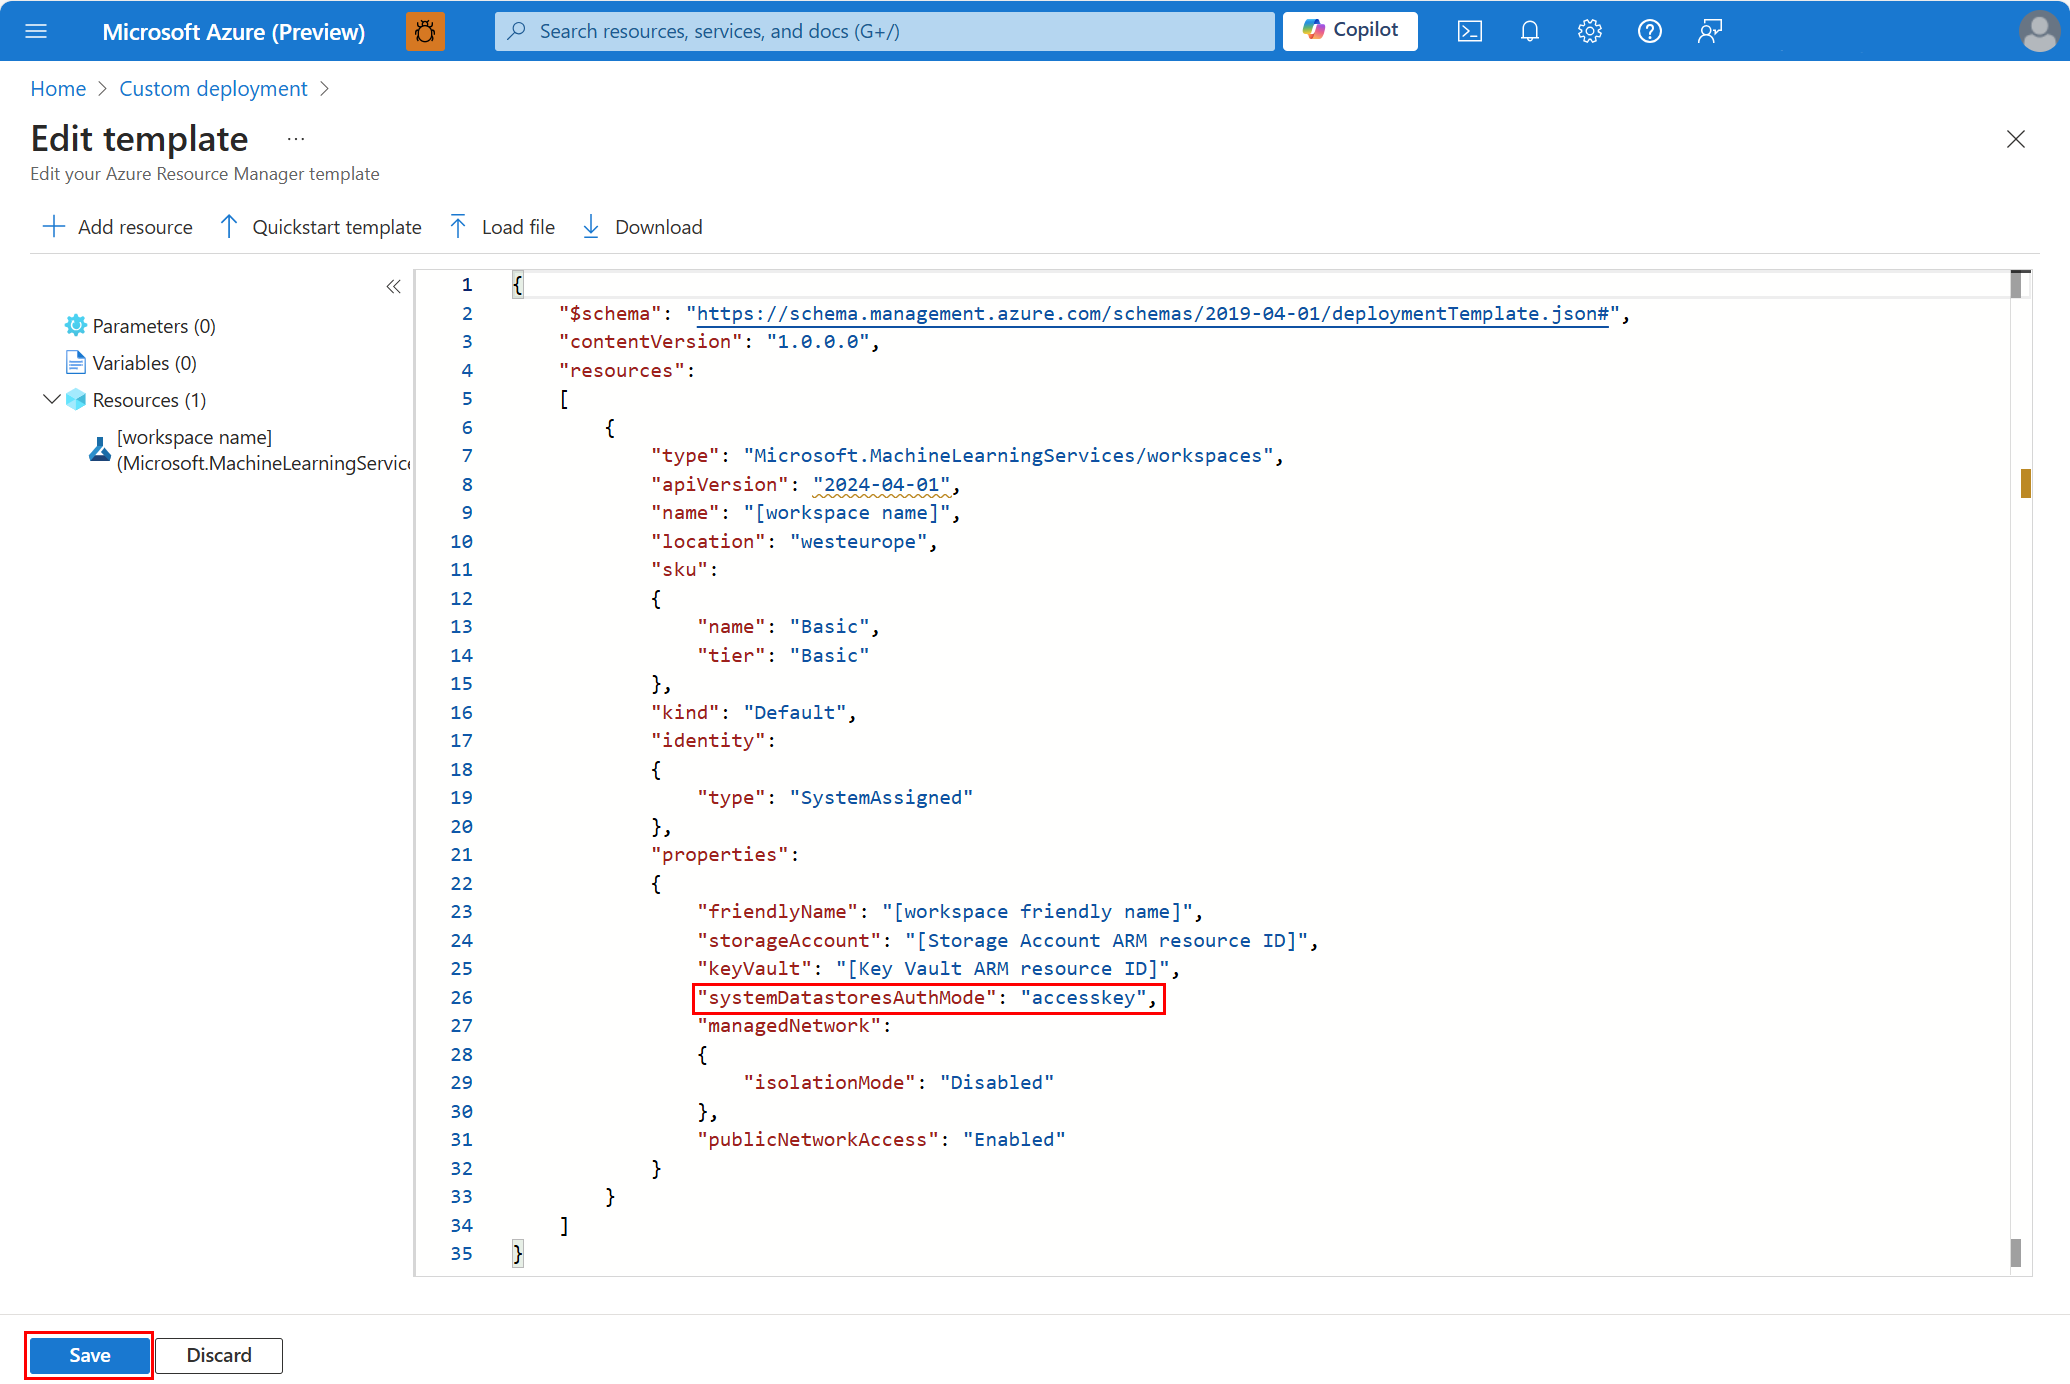 Microsoft Azure (Preview)
Search resources, services, and docs (G+/)
Copilot
Home > Custom deployment >
Edit template ...
Edit your Azure Resource Manager template
Add resource
Quickstart template
Load file
Download
Parameters (0)
Variables (0)
Resources (1)
[workspace name]
(Microsoft.MachineLearningService
1 {
2 "$schema": "https://schema.management.azure.com/schemas/2019-04-01/deploymentTemplate.json#",
3 "contentVersion": "1.0.0.0",
4 "resources":
5 [
6 {
7 "type": "Microsoft.MachineLearningServices/workspaces",
8 "apiVersion": "2024-04-01",
9 "name": "[workspace name]",
10 "location": "westeurope",
11 "sku":
12 {
13 "name": "Basic",
14 "tier": "Basic"
15 },
16 "kind": "Default",
17 "identity":
18 {
19 "type": "SystemAssigned"
20 },
21 "properties":
22 {
23 "friendlyName": "[workspace friendly name]",
24 "storageAccount": "[Storage Account ARM resource ID]",
25 "keyVault": "[Key Vault ARM resource ID]",
26 "systemDatastoresAuthMode": "accesskey",
27 "managedNetwork":
28 {
29 "isolationMode": "Disabled"
30 },
31 "publicNetworkAccess": "Enabled"
32 }
33 }
34 ]
35 }
Save
Discard